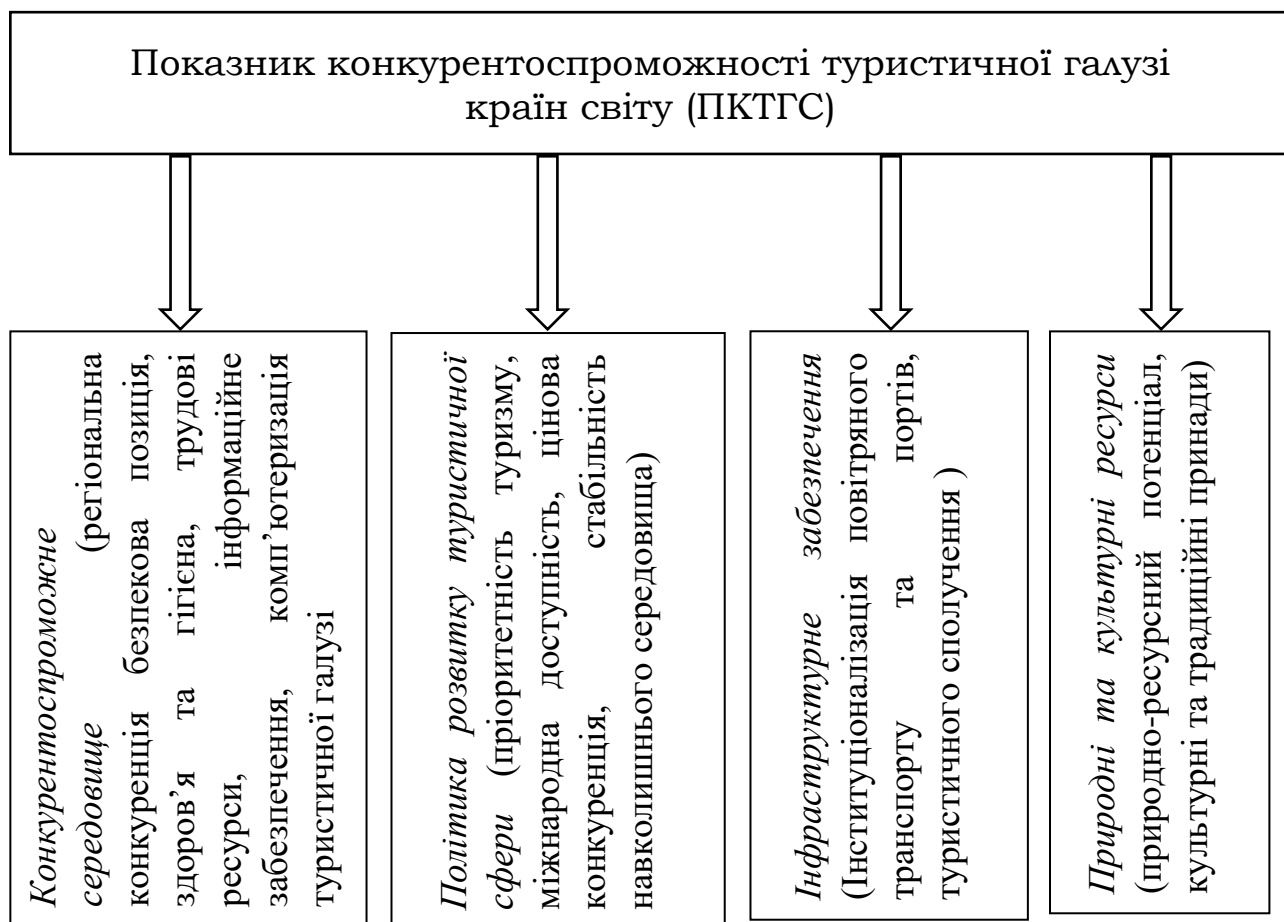 Показник конкурентоспроможності туристичної галузі
країн світу (ПКТГС)
Конкурентоспроможне
середовище (регіональна
конкуренція безпекова позиція,
здоров’я та гігієна, трудові
ресурси, інформаційне
забезпечення, комп’ютеризація
туристичної галузі
Політика розвитку туристичної
сфери (пріоритетність туризму,
міжнародна доступність, цінова
конкуренція, стабільність
навколишнього середовища)
Інфраструктурне забезпечення
(Інституціоналізація повітряного
транспорту та портів,
туристичного сполучення )
Природні та культурні ресурси
(природно-ресурсний потенціал,
культурні та традиційні принади)